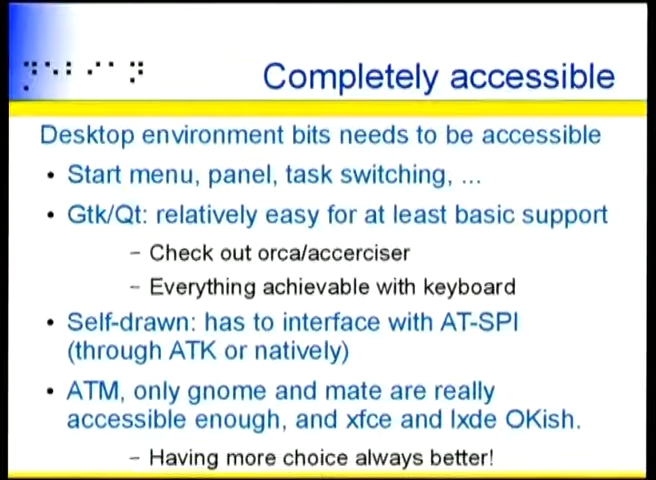 Completely accessible
Desktop environment bits needs to be accessible
• Start menu, panel, task switching, ...
• Gtk/Qt: relatively easy for at least basic support
– Check out orca/accerciser
– Everything achievable with keyboard
• Self-drawn: has to interface with AT-SPI
(through ATK or natively)
• ATM, only gnome and mate are really
accessible enough, and xfce and lxde OKish.
– Having more choice always better!